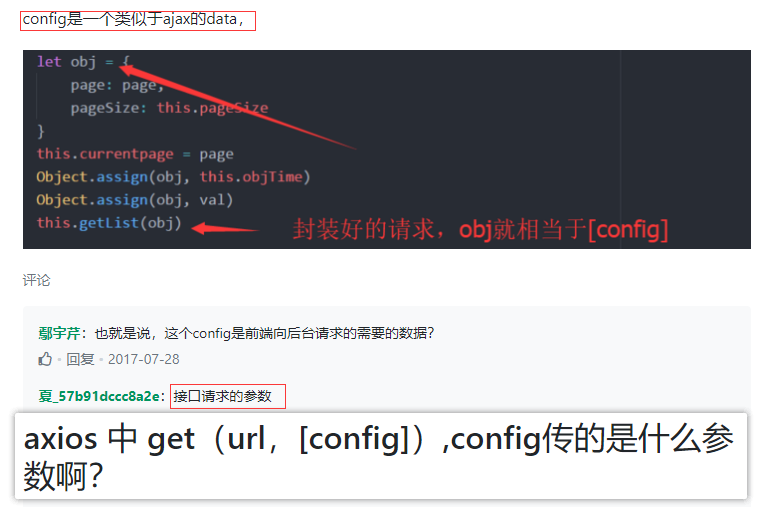 config是一个类似于ajax的data，
let obj = {
page: page,
pageSize: this.pageSize
}
this.currentpage = page
Object.assign(obj, this.objTime)
Object.assign(obj, val)
this.getList(obj)
封装好的请求，obj就相当于[config]
评论
鄢宇芹：也就是说，这个config是前端向后台请求的需要的数据?
回复 • 2017-07-28
夏_57b91dccc8a2e：接口请求的参数
axios 中 get（url，[config]）,config传的是什么参
数啊？